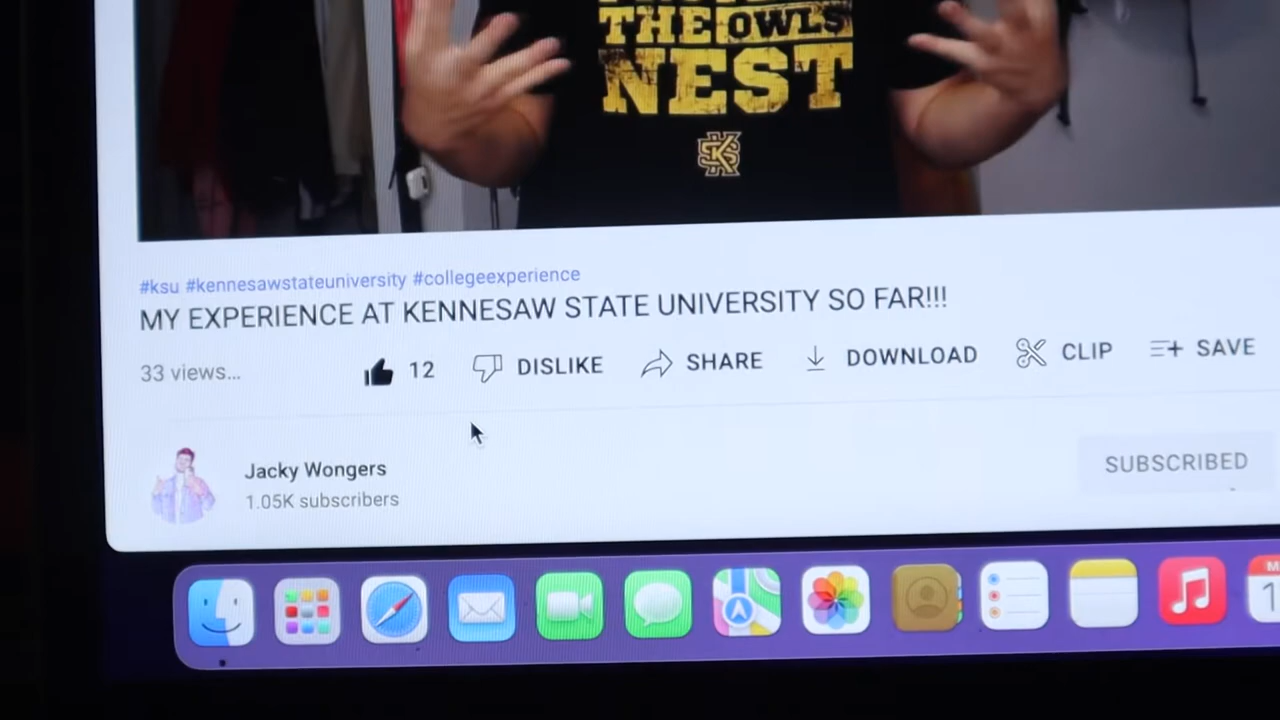 THE OWLS
NEST
KS
#ksu #kennesawstateuniversity #collegeexperience
MY EXPERIENCE AT KENNESAW STATE UNIVERSITY SO FAR!!!
33 views... 12 DISLIKE SHARE DOWNLOAD CLIP SAVE
Jacky Wongers
1.05K subscribers
SUBSCRIBED